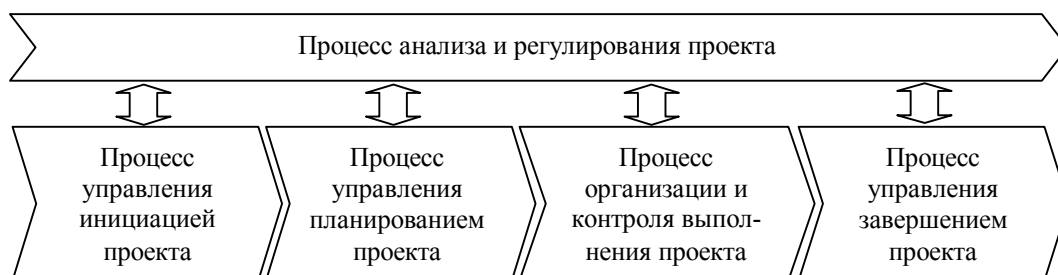 Процесс анализа и регулирования проекта
Процесс
управления
инициацией
проекта
Процесс
управления
планированием
проекта
Процесс
организации и
контроля выпол-
нения проекта
Процесс
управления
завершением
проекта